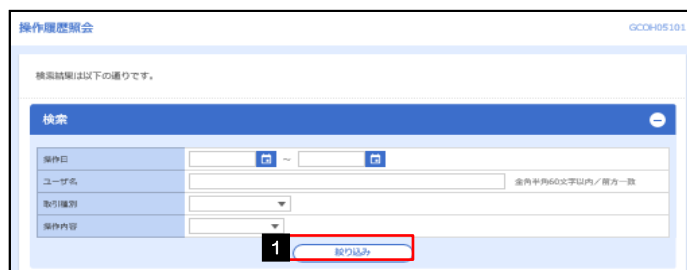 操作履歴照会 GCOH05101
検索結果は以下の通りです。
検索
操作日 ~
ユーザ名 全角半角60文字以内/前方一致
取引種別
操作内容
1 絞り込み